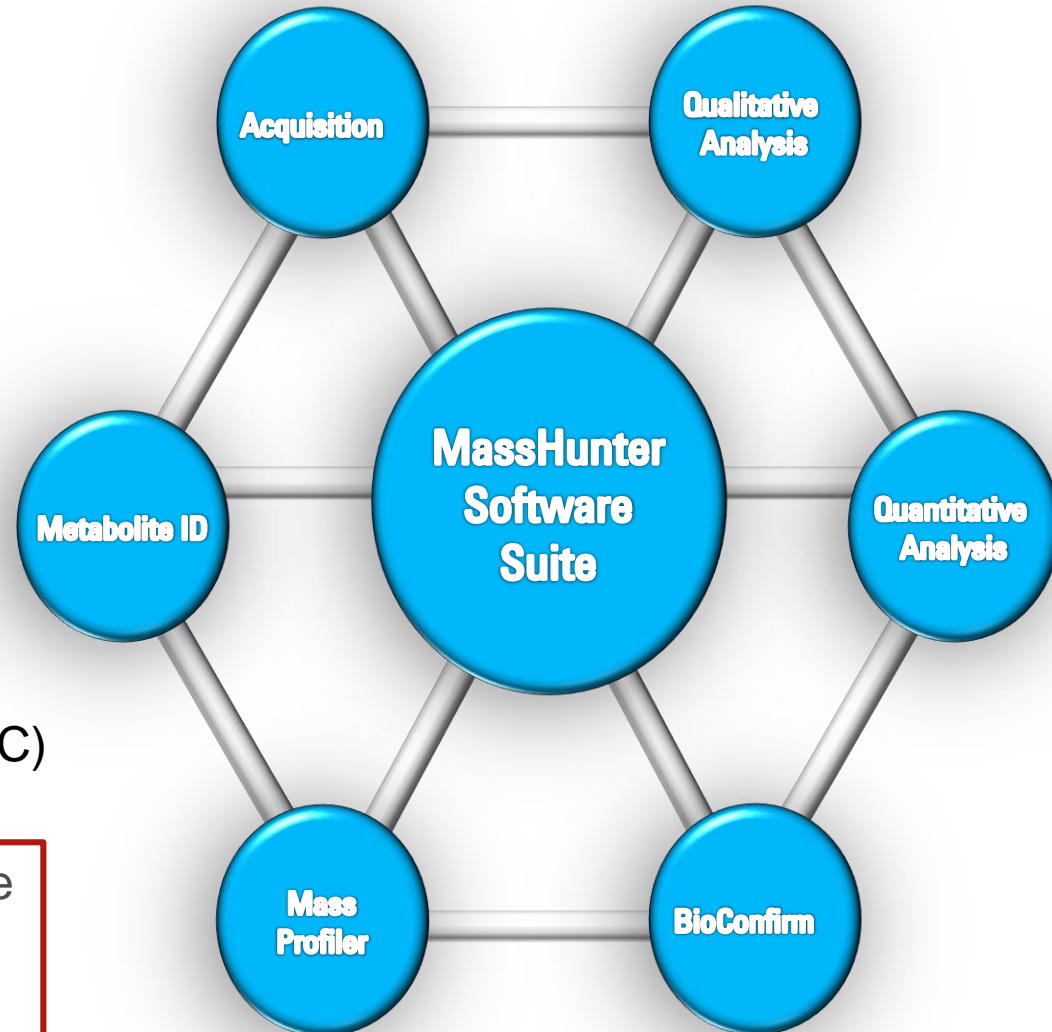 Acquisition
Qualitative
Analysis
MassHunter
Software
Suite
Metabolite ID
Quantitative
Analysis
C)
e
Mass
Profiler
BioConfirm